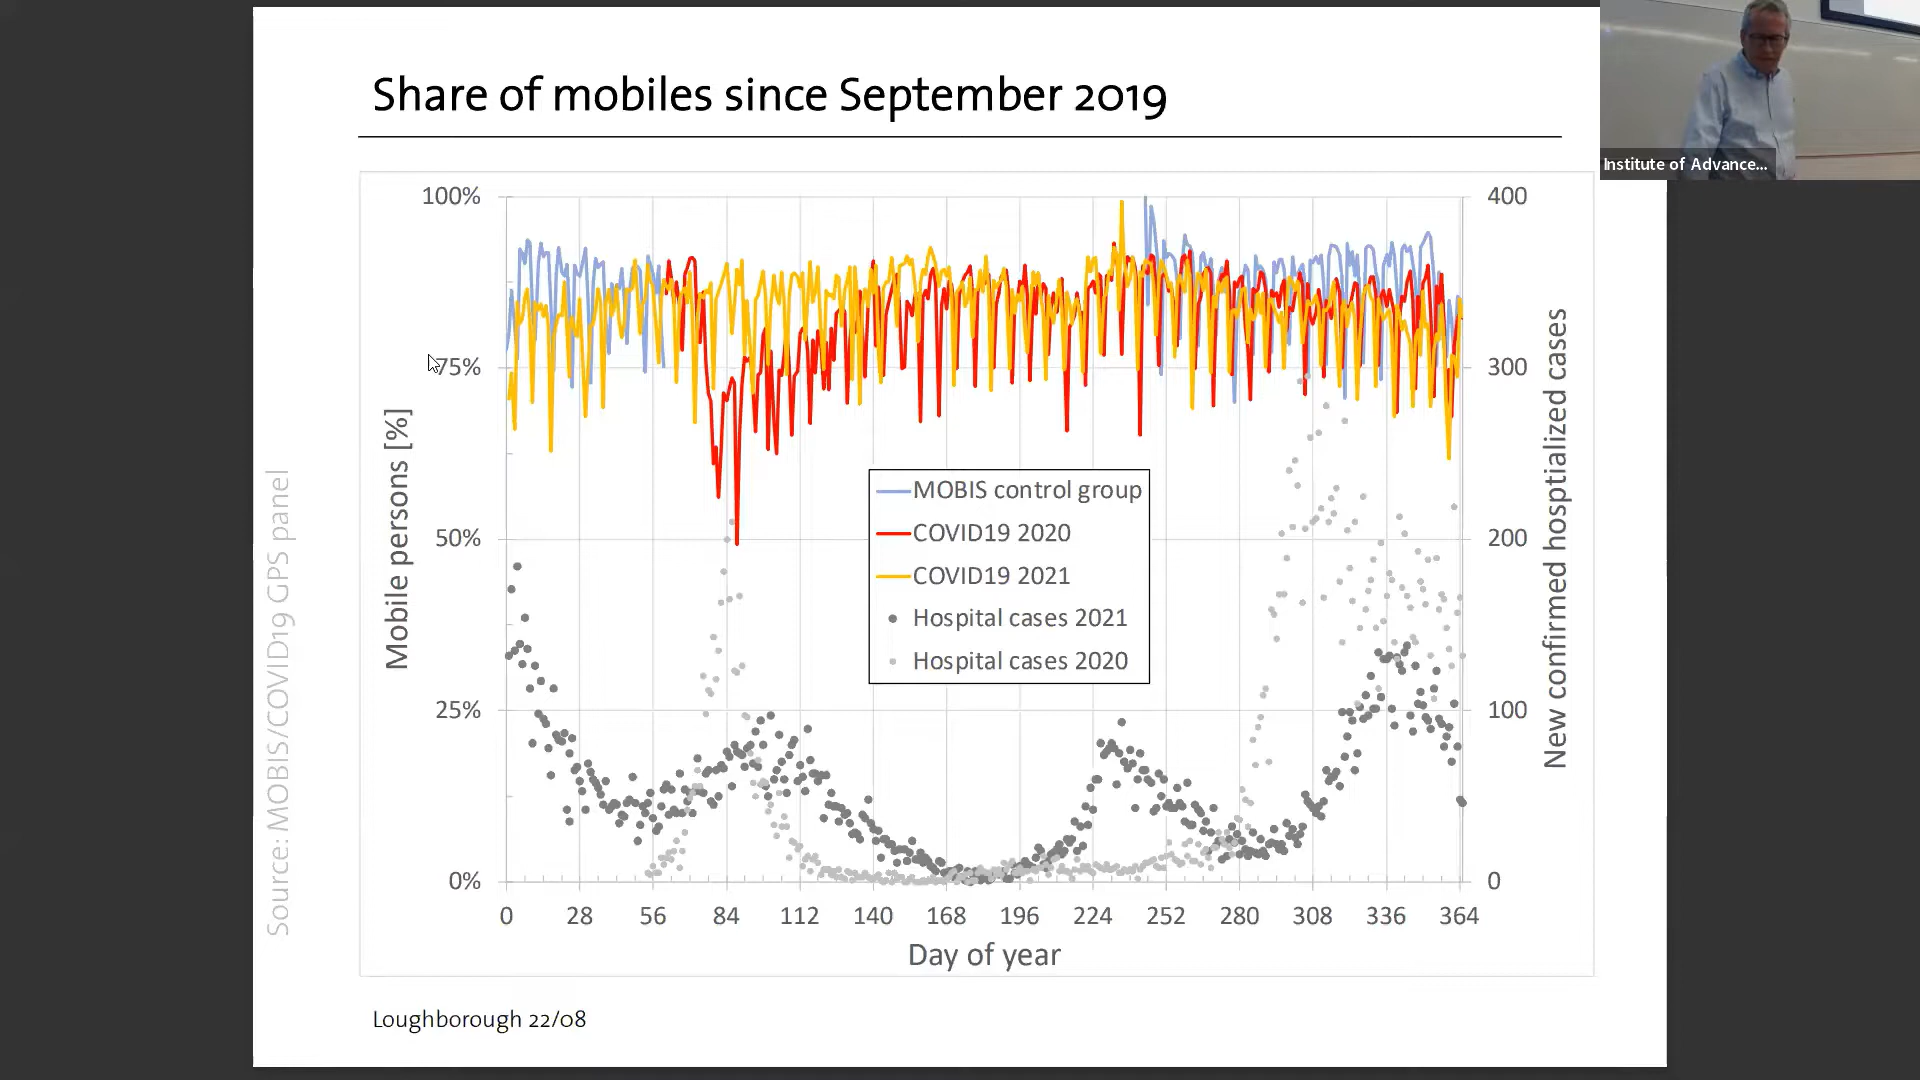 Share of mobiles since September 2019
Institute of Advance...
100%
75%
50%
25%
0%
Mobile persons [%]
400
300
200
100
0
New confirmed hosptialized cases
MOBIS control group
COVID19 2020
COVID19 2021
Hospital cases 2021
Hospital cases 2020
0 28 56 84 112 140 168 196 224 252 280 308 336 364
Day of year
Source: MOBIS/COVID19 GPS panel
Loughborough 22/08